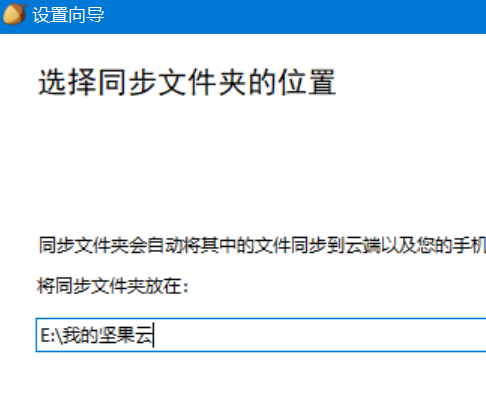 设置向导
选择同步文件夹的位置
同步文件夹会自动将其中的文件同步到云端以及您的手机
将同步文件夹放在：
E:\我的坚果云